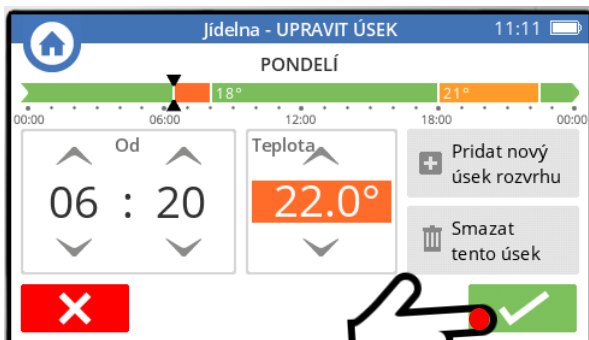 Jídelna - UPRAVIT ÚSEK 11:11
PONDELÍ
18° 21°
00:00 06:00 12:00 18:00 00:00
Od
06 : 20
Teplota
22.0°
Pridat nový
úsek rozvrhu
Smazat
tento úsek